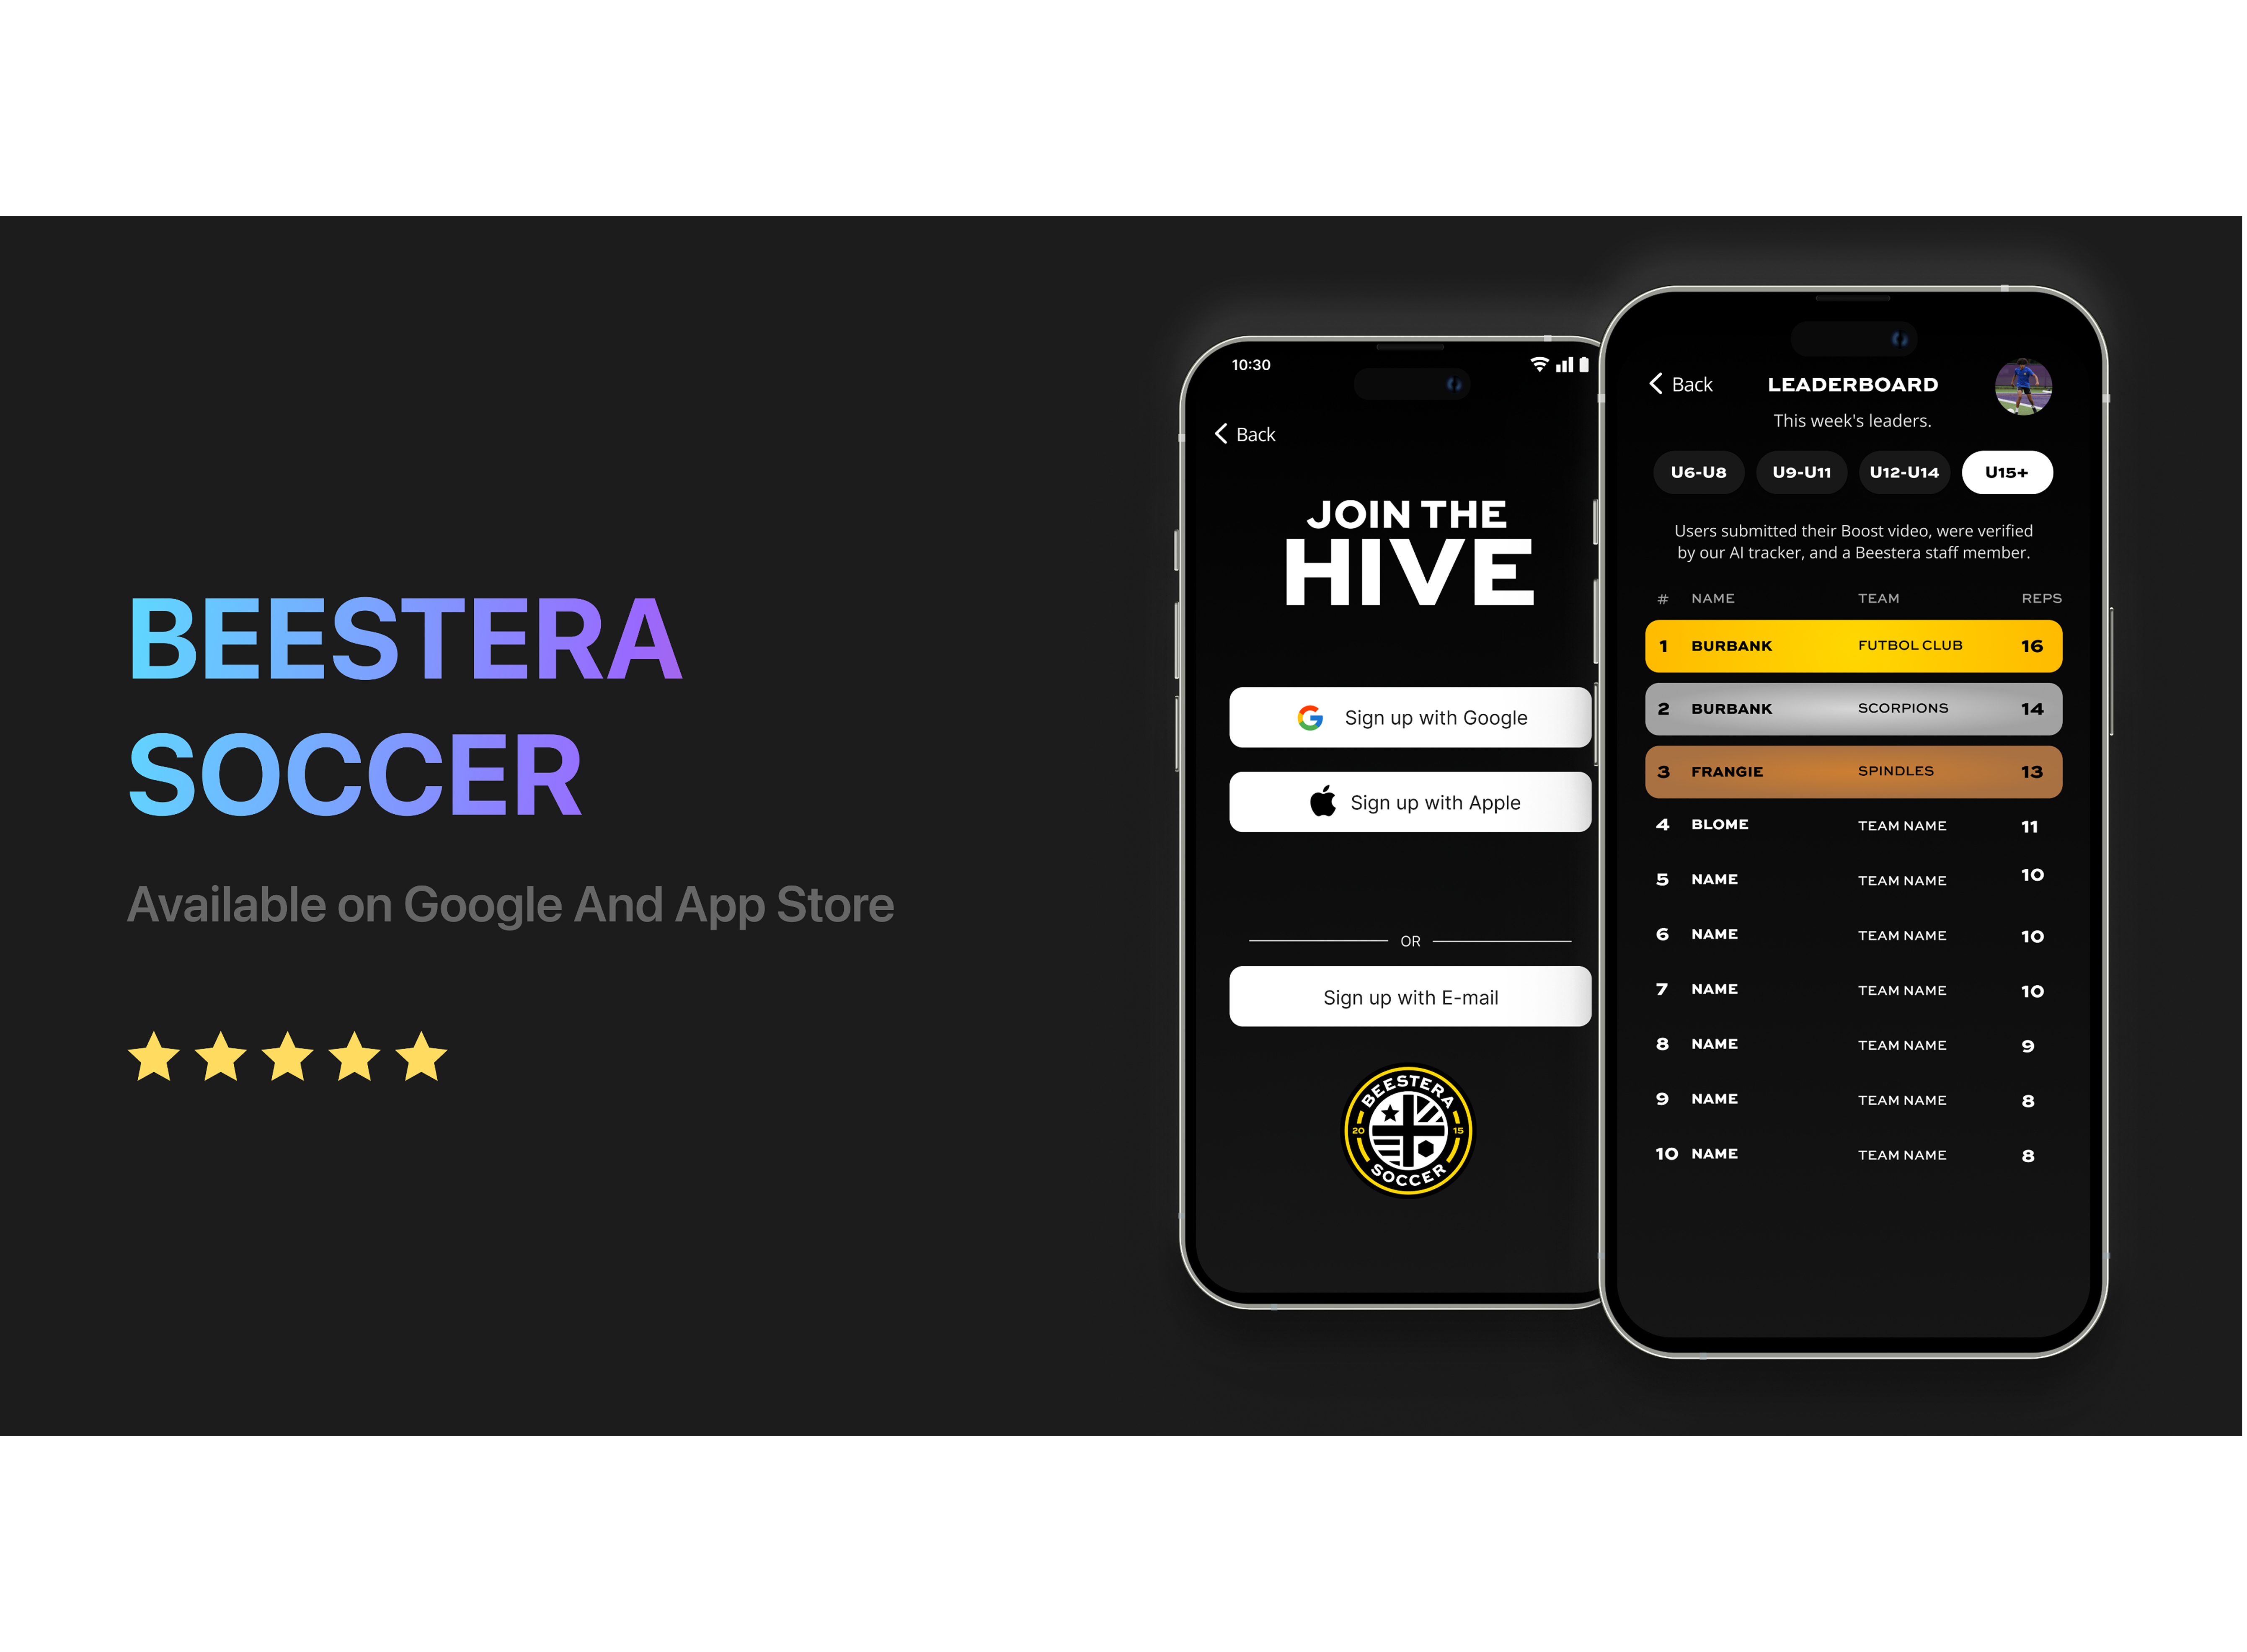 BEESTERA
SOCCER
Available on Google And App Store
10:30
Back
JOIN THE
HIVE
Sign up with Google
Sign up with Apple
OR
Sign up with E-mail
BEESTERA
20 15
SOCCER
Back
LEADERBOARD
This week's leaders.
U6-U8 U9-U11 U12-U14 U15+
Users submitted their Boost video, were verified
by our AI tracker, and a Beestera staff member.
# NAME TEAM REPS
1 BURBANK FUTBOL CLUB 16
2 BURBANK SCORPIONS 14
3 FRANGIE SPINDLES 13
4 BLOME TEAM NAME 11
5 NAME TEAM NAME 10
6 NAME TEAM NAME 10
7 NAME TEAM NAME 10
8 NAME TEAM NAME 9
9 NAME TEAM NAME 8
10 NAME TEAM NAME 8